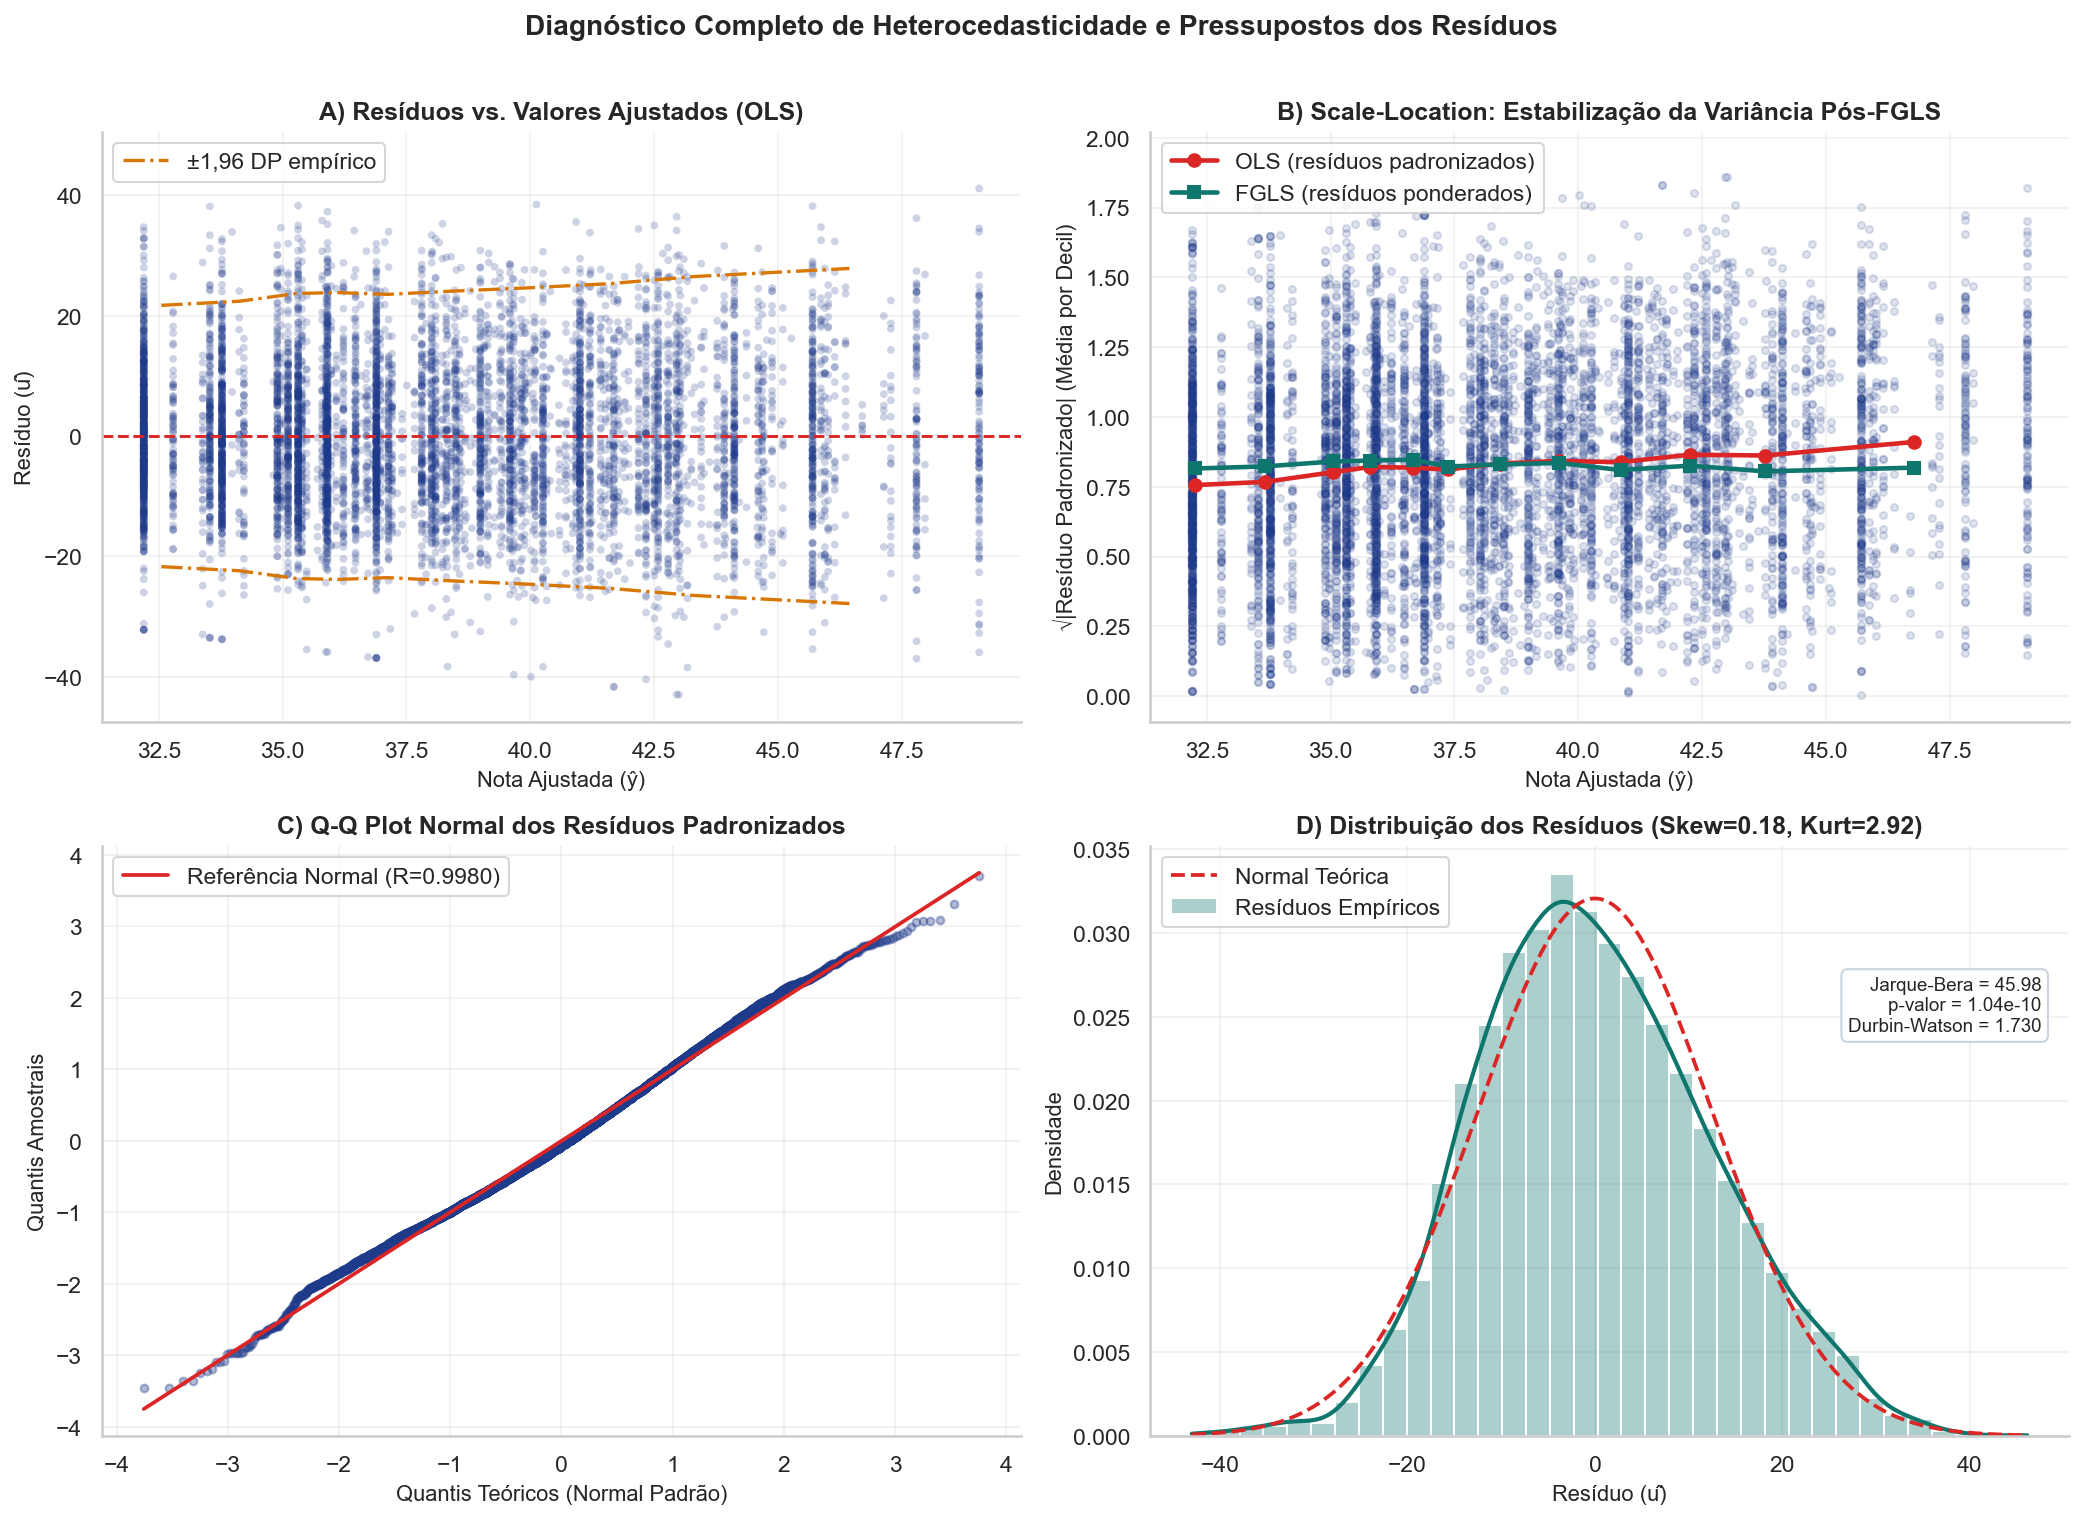 Diagnóstico Completo de Heterocedasticidade e Pressupostos dos Resíduos
A) Resíduos vs. Valores Ajustados (OLS)
±1,96 DP empírico
40
20
0
−20
−40
Resíduo (û)
32.5 35.0 37.5 40.0 42.5 45.0 47.5
Nota Ajustada (ŷ)
B) Scale-Location: Estabilização da Variância Pós-FGLS
OLS (resíduos padronizados)
FGLS (resíduos ponderados)
2.00
1.75
1.50
1.25
1.00
0.75
0.50
0.25
0.00
√|Resíduo Padronizado| (Média por Decil)
32.5 35.0 37.5 40.0 42.5 45.0 47.5
Nota Ajustada (ŷ)
C) Q-Q Plot Normal dos Resíduos Padronizados
Referência Normal (R=0.9980)
4
3
2
1
0
−1
−2
−3
−4
Quantis Amostrais
−4 −3 −2 −1 0 1 2 3 4
Quantis Teóricos (Normal Padrão)
D) Distribuição dos Resíduos (Skew=0.18, Kurt=2.92)
Normal Teórica
Resíduos Empíricos
Jarque-Bera = 45.98
p-valor = 1.04e-10
Durbin-Watson = 1.730
0.035
0.030
0.025
0.020
0.015
0.010
0.005
0.000
Densidade
−40 −20 0 20 40
Resíduo (û)